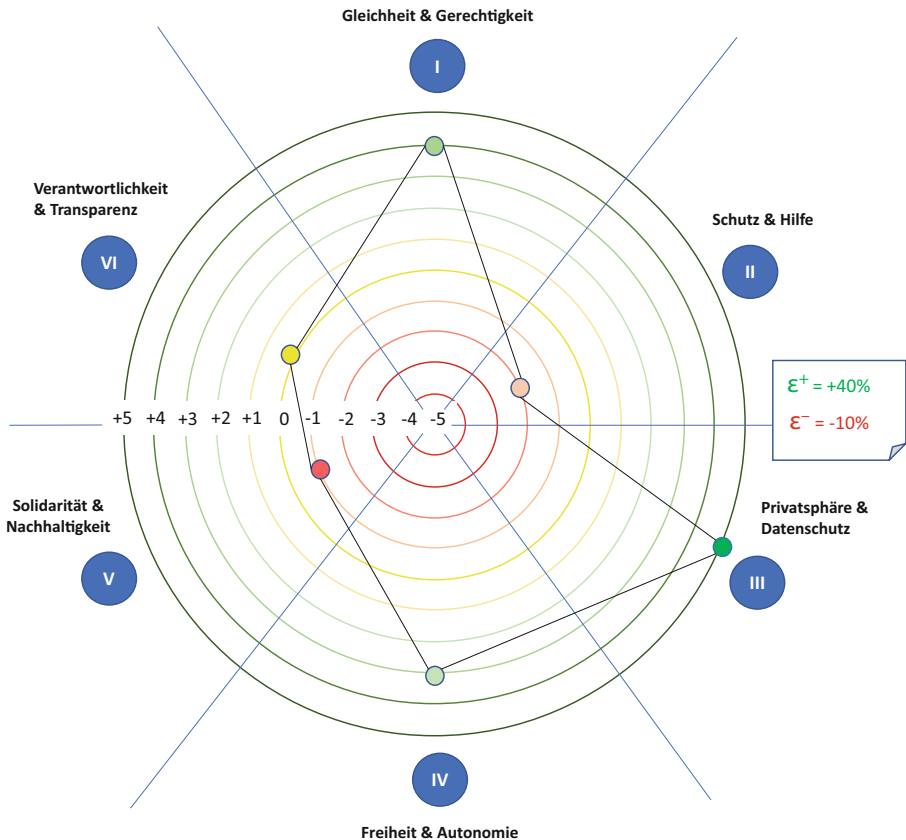 Gleichheit & Gerechtigkeit
I
Verantwortlichkeit
& Transparenz
VI
Schutz & Hilfe
II
ε+ = +40%
ε− = -10%
+5 +4 +3 +2 +1 0 -1 -2 -3 -4 -5
Solidarität &
Nachhaltigkeit
V
Privatsphäre &
Datenschutz
III
IV
Freiheit & Autonomie